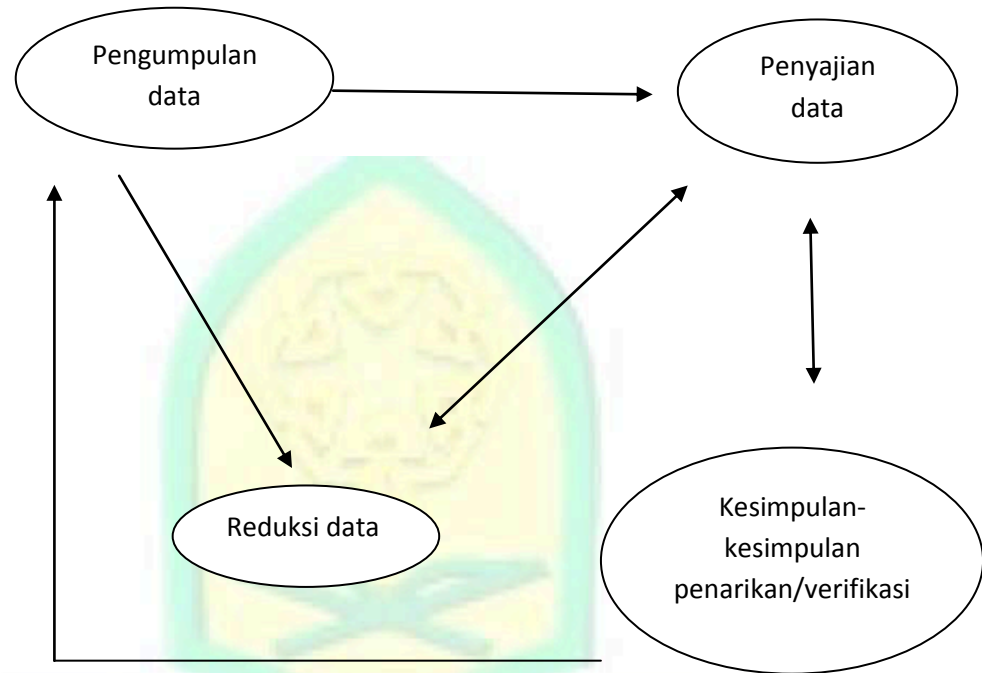 Pengumpulan
data
Penyajian
data
Reduksi data
Kesimpulan-
kesimpulan
penarikan/verifikasi